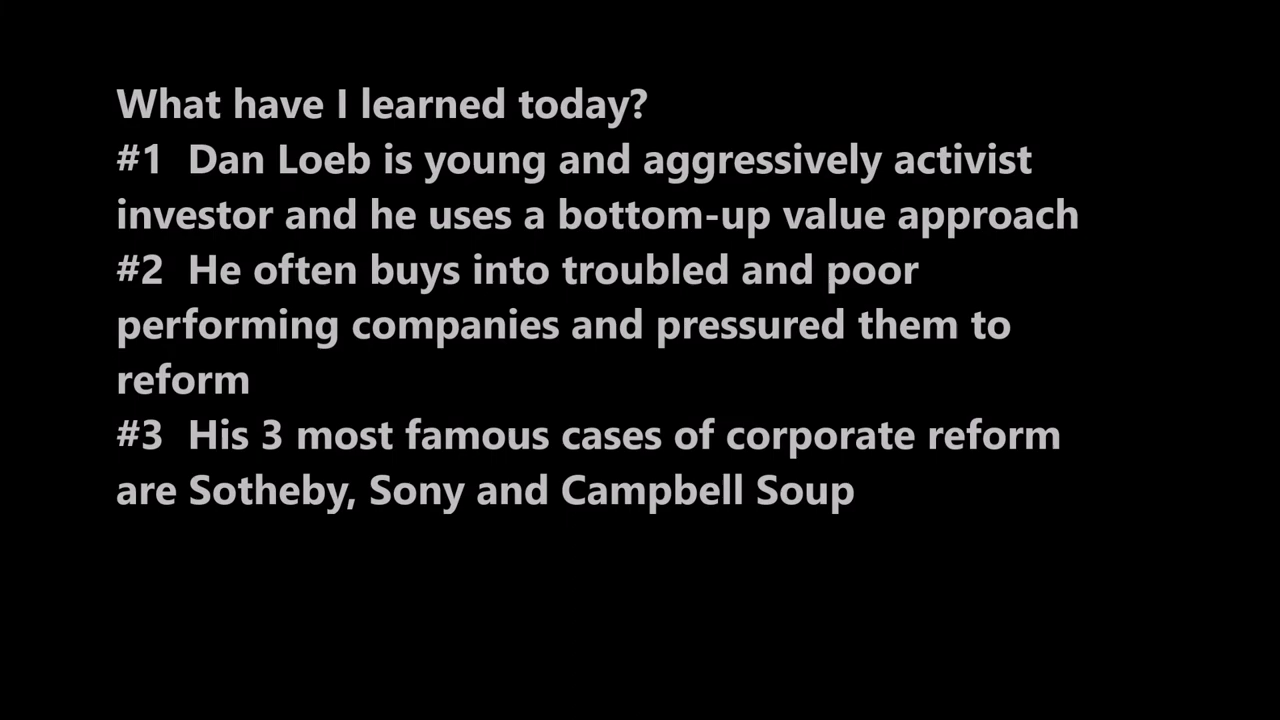 What have I learned today?
#1  Dan Loeb is young and aggressively activist
investor and he uses a bottom-up value approach
#2  He often buys into troubled and poor
performing companies and pressured them to
reform
#3  His 3 most famous cases of corporate reform
are Sotheby, Sony and Campbell Soup